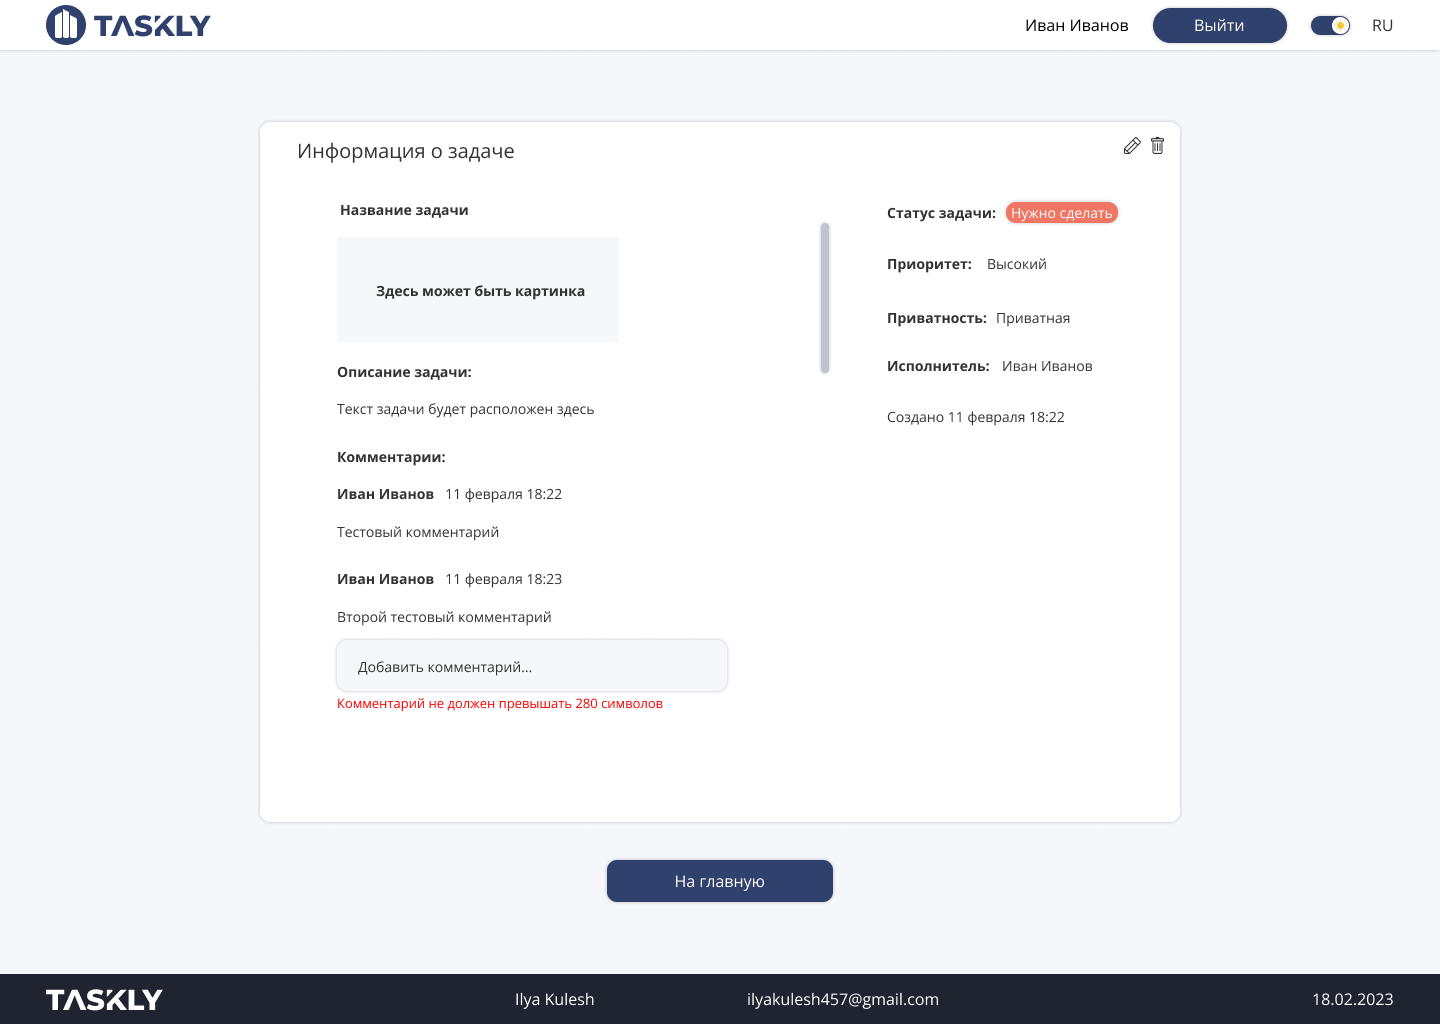 TASKLY
Иван Иванов
Выйти
RU
Информация о задаче
Название задачи
Здесь может быть картинка
Описание задачи:
Текст задачи будет расположен здесь
Комментарии:
Иван Иванов 11 февраля 18:22
Тестовый комментарий
Иван Иванов 11 февраля 18:23
Второй тестовый комментарий
Добавить комментарий...
Комментарий не должен превышать 280 символов
Статус задачи: Нужно сделать
Приоритет: Высокий
Приватность: Приватная
Исполнитель: Иван Иванов
Создано 11 февраля 18:22
На главную
TASKLY
Ilya Kulesh
ilyakulesh457@gmail.com
18.02.2023